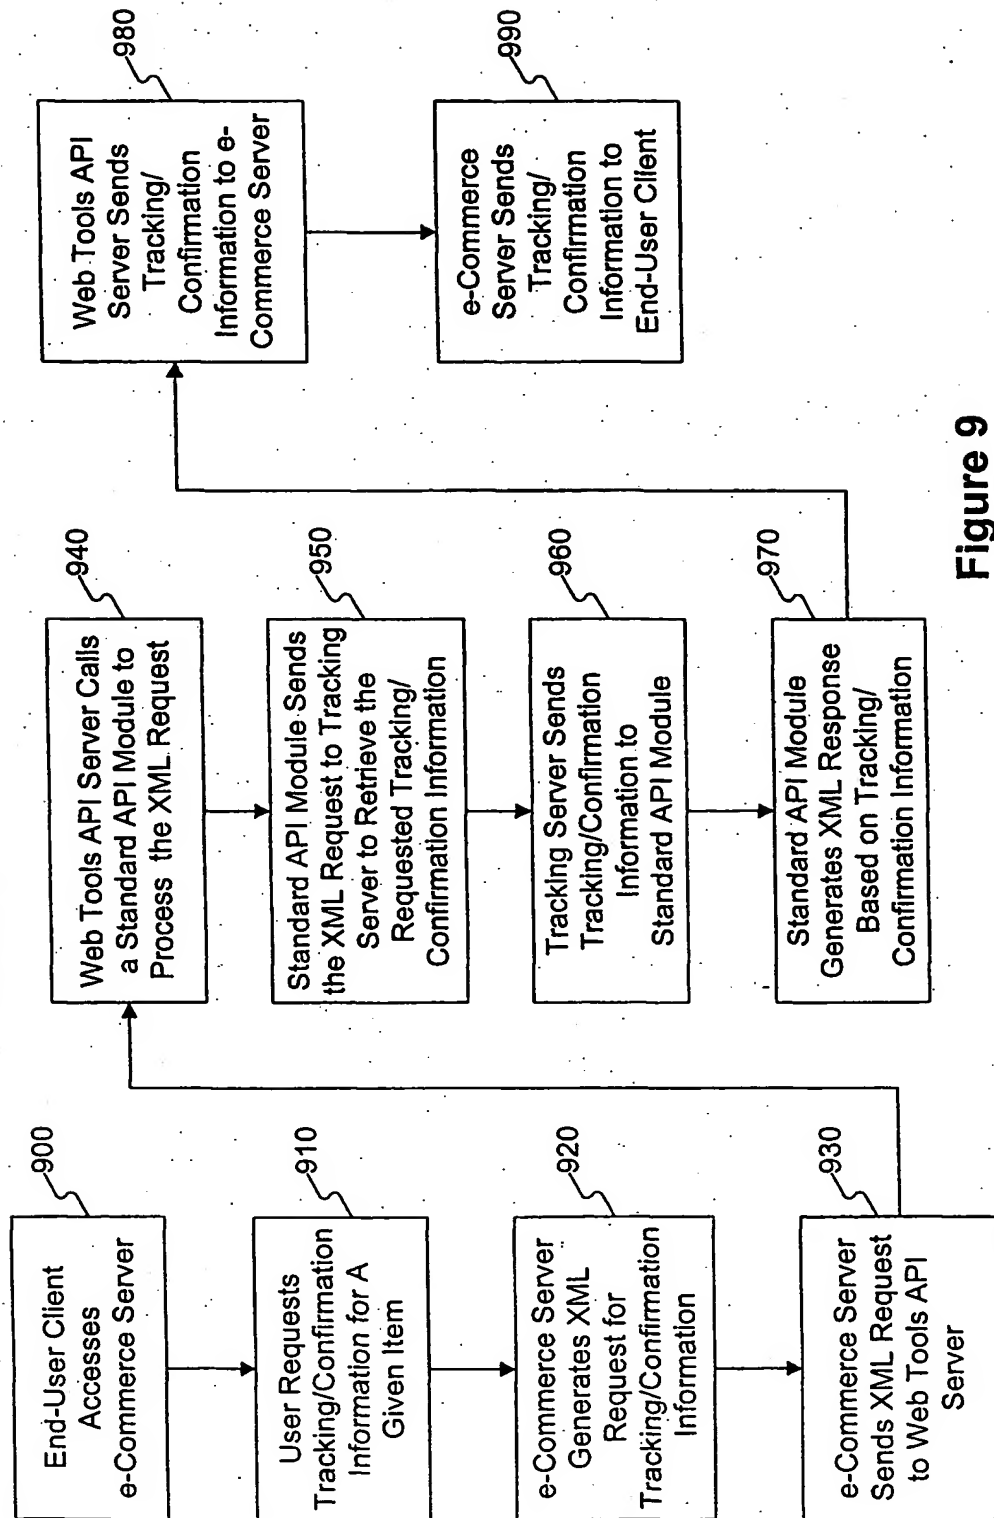 900
End-User Client
Accesses
e-Commerce Server
910
User Requests
Tracking/Confirmation
Information for A
Given Item
920
e-Commerce Server
Generates XML
Request for
Tracking/Confirmation
Information
930
e-Commerce Server
Sends XML Request
to Web Tools API
Server
940
Web Tools API Server Calls
a Standard API Module to
Process the XML Request
950
Standard API Module Sends
the XML Request to Tracking
Server to Retrieve the
Requested Tracking/
Confirmation Information
960
Tracking Server Sends
Tracking/Confirmation
Information to
Standard API Module
970
Standard API Module
Generates XML Response
Based on Tracking/
Confirmation Information
980
Web Tools API
Server Sends
Tracking/
Confirmation
Information to e-
Commerce Server
990
e-Commerce
Server Sends
Tracking/
Confirmation
Information to
End-User Client
Figure 9